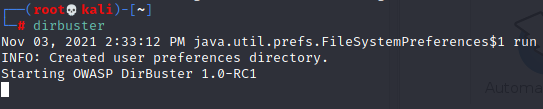 ┌──(root💀kali)-[~]
└─# dirbuster
Nov 03, 2021 2:33:12 PM java.util.prefs.FileSystemPreferences$1 run
INFO: Created user preferences directory.
Starting OWASP DirBuster 1.0-RC1
Automa